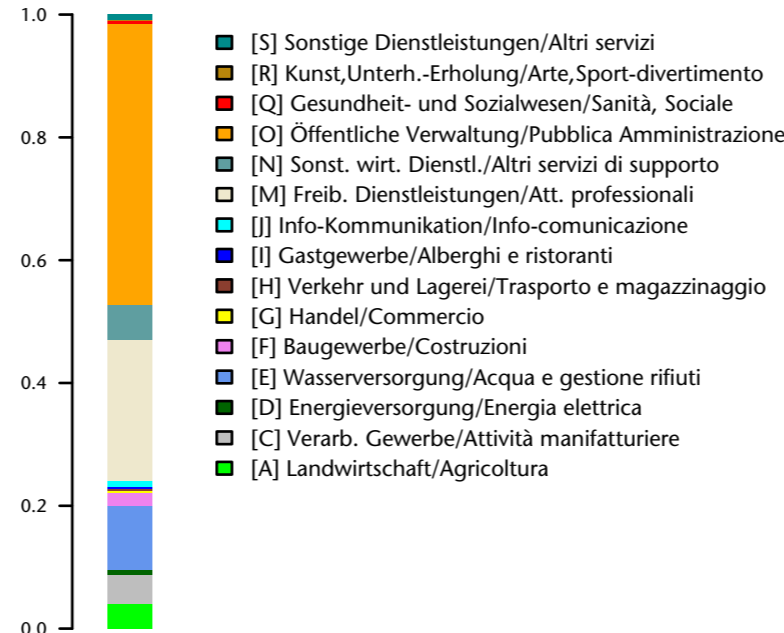 1.0
0.8
0.6
0.4
0.2
0.0
[S] Sonstige Dienstleistungen/Altri servizi
[R] Kunst,Unterh.-Erholung/Arte,Sport-divertimento
[Q] Gesundheit- und Sozialwesen/Sanità, Sociale
[O] Öffentliche Verwaltung/Pubblica Amministrazione
[N] Sonst. wirt. Dienstl./Altri servizi di supporto
[M] Freib. Dienstleistungen/Att. professionali
[J] Info-Kommunikation/Info-comunicazione
[I] Gastgewerbe/Alberghi e ristoranti
[H] Verkehr und Lagerei/Trasporto e magazzinaggio
[G] Handel/Commercio
[F] Baugewerbe/Costruzioni
[E] Wasserversorgung/Acqua e gestione rifiuti
[D] Energieversorgung/Energia elettrica
[C] Verarb. Gewerbe/Attività manifatturiere
[A] Landwirtschaft/Agricoltura